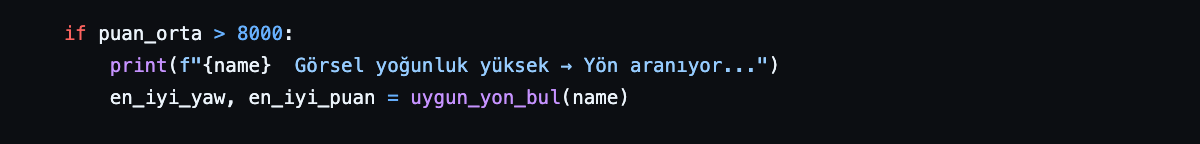 if puan_orta > 8000:
print(f"{name}  Görsel yoğunluk yüksek → Yön aranıyor...")
en_iyi_yaw, en_iyi_puan = uygun_yon_bul(name)